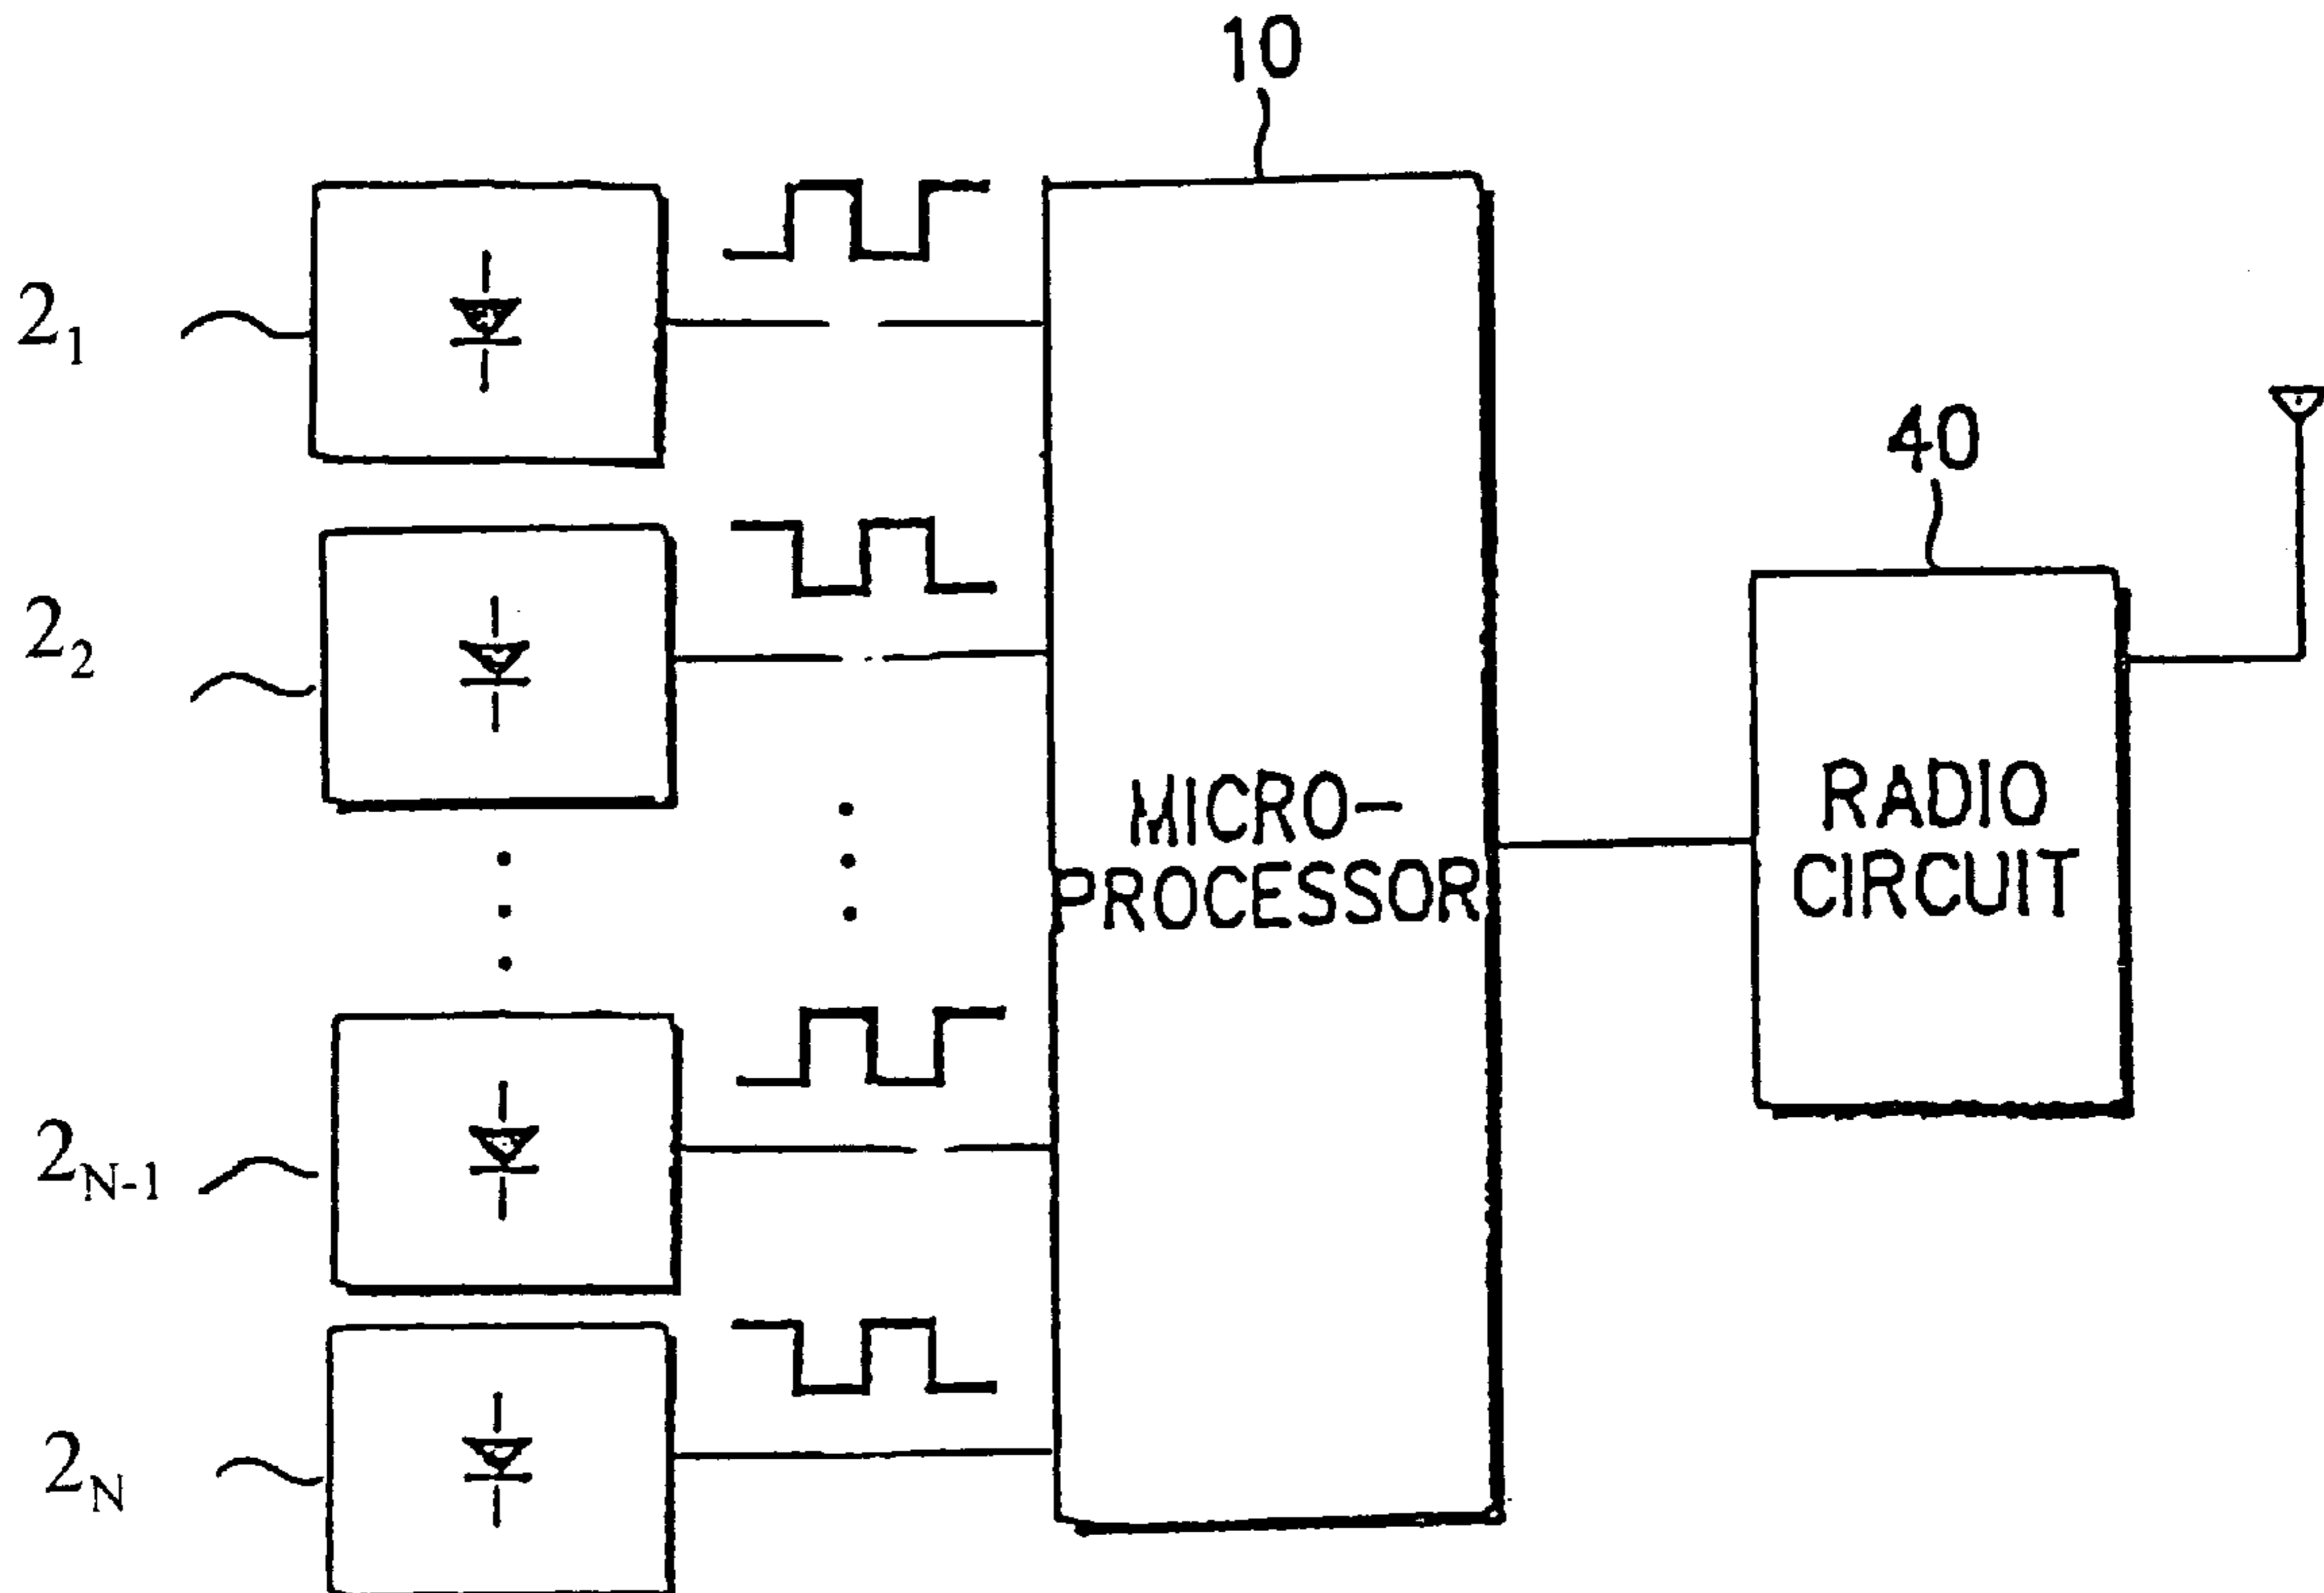 10
2₁
40
2₂
MICRO-
PROCESSOR
RADIO
CIRCUIT
2N-1
2N